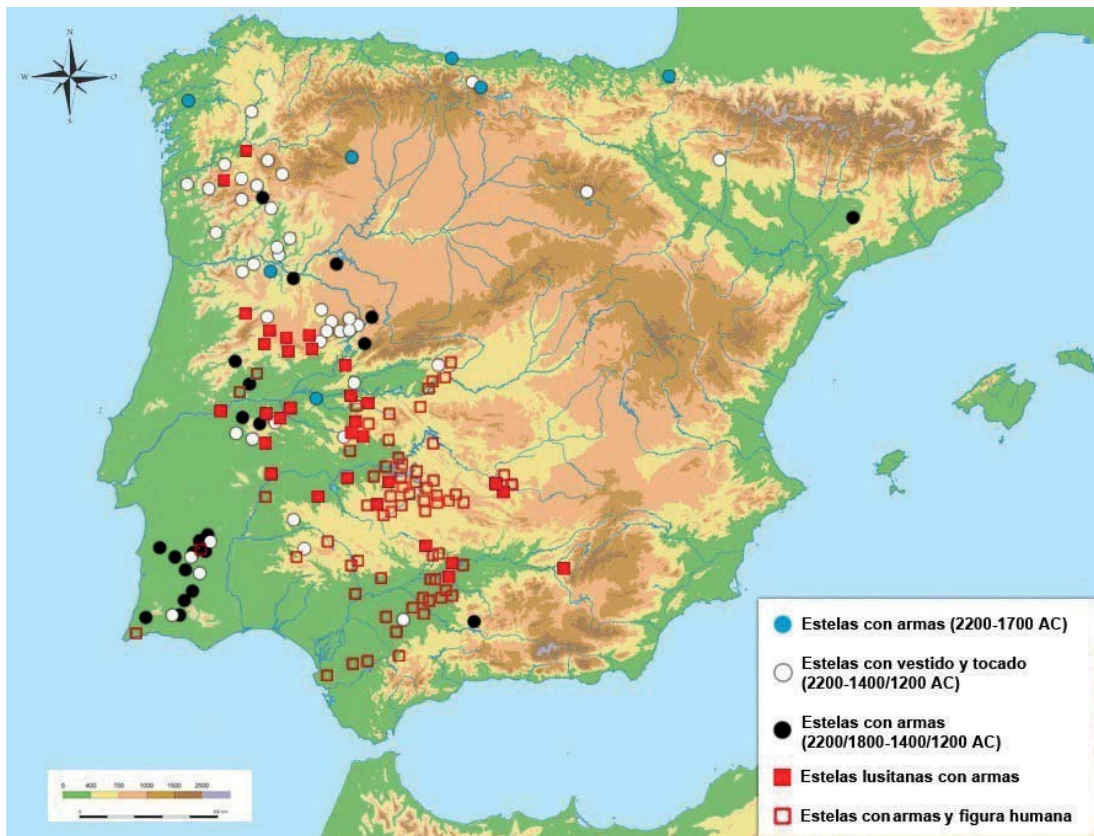 N
W
O
S
Estelas con armas (2200-1700 AC)
Estelas con vestido y tocado
(2200-1400/1200 AC)
Estelas con armas
(2200/1800-1400/1200 AC)
Estelas lusitanas con armas
Estelas con armas y figura humana
0 400 700 1000 1500 2500
0